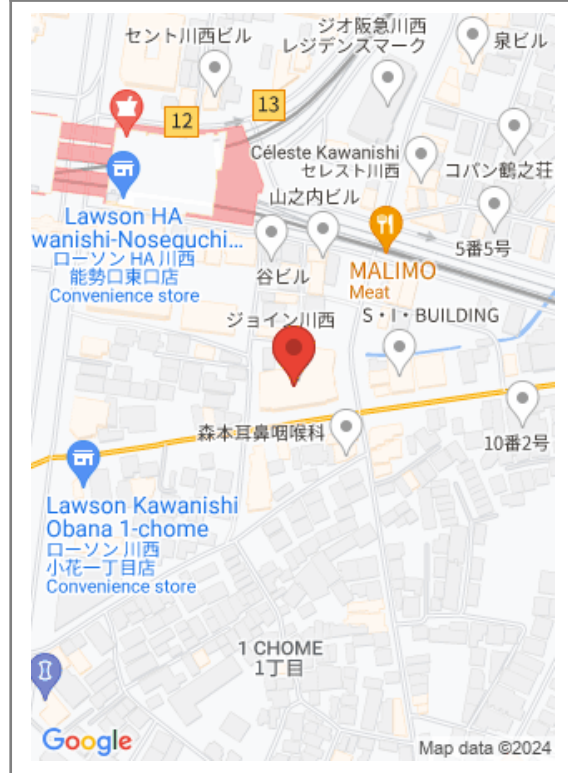 ジオ阪急川西
レジデンスマーク
セント川西ビル
泉ビル
13
12
Céleste Kawanishi
セレスト川西
コバン鶴之荘
山之内ビル
Lawson HA
wanishi-Noseguchi...
ローソン HA 川西
能勢口東口店
Convenience store
5番5号
谷ビル
MALIMO
Meat
ジョイン川西
S・I・BUILDING
森本耳鼻咽喉科
10番2号
Lawson Kawanishi
Obana 1-chome
ローソン 川西
小花一丁目店
Convenience store
1 CHOME
1丁目
Google
Map data ©2024